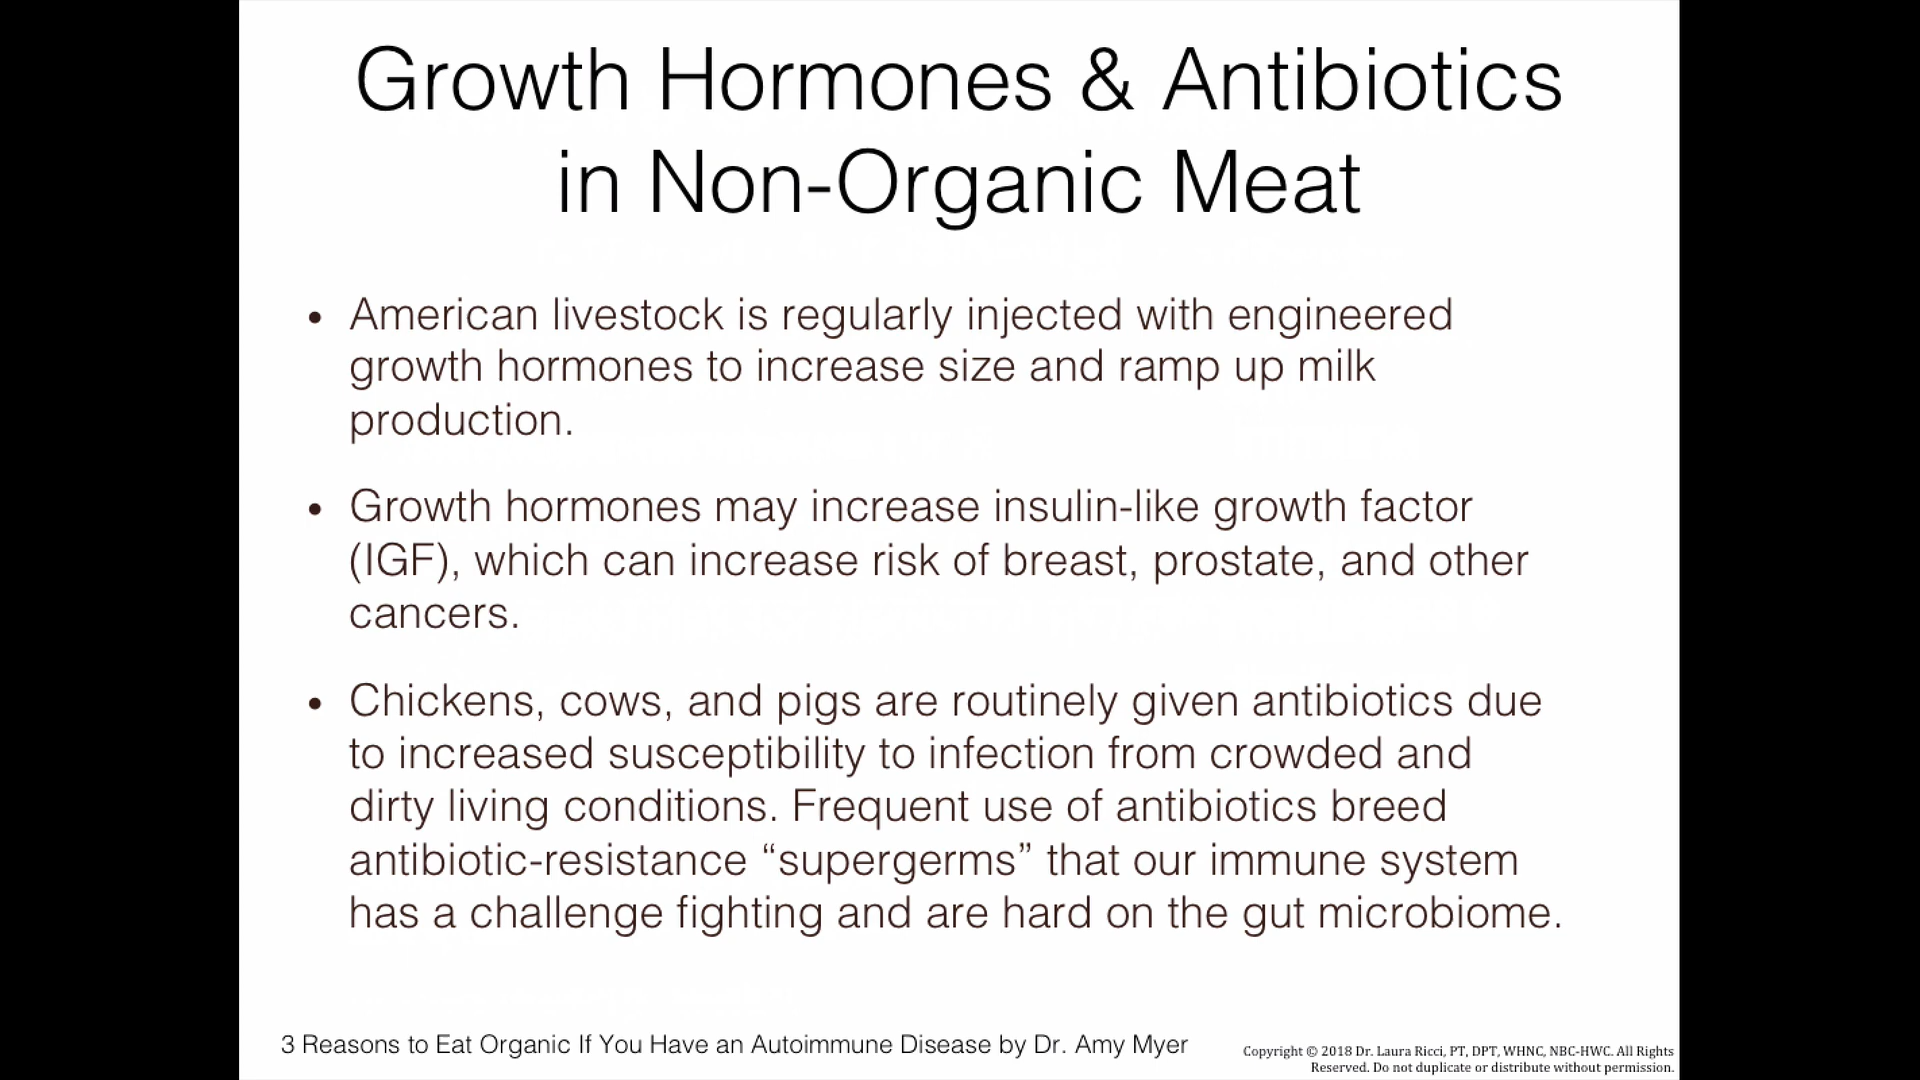 Growth Hormones & Antibiotics
in Non-Organic Meat
• American livestock is regularly injected with engineered
growth hormones to increase size and ramp up milk
production.
• Growth hormones may increase insulin-like growth factor
(IGF), which can increase risk of breast, prostate, and other
cancers.
• Chickens, cows, and pigs are routinely given antibiotics due
to increased susceptibility to infection from crowded and
dirty living conditions. Frequent use of antibiotics breed
antibiotic-resistance “supergerms” that our immune system
has a challenge fighting and are hard on the gut microbiome.
3 Reasons to Eat Organic If You Have an Autoimmune Disease by Dr. Amy Myer
Copyright © 2018 Dr. Laura Ricci, PT, DPT, WHNC, NBC-HWC. All Rights
Reserved. Do not duplicate or distribute without permission.